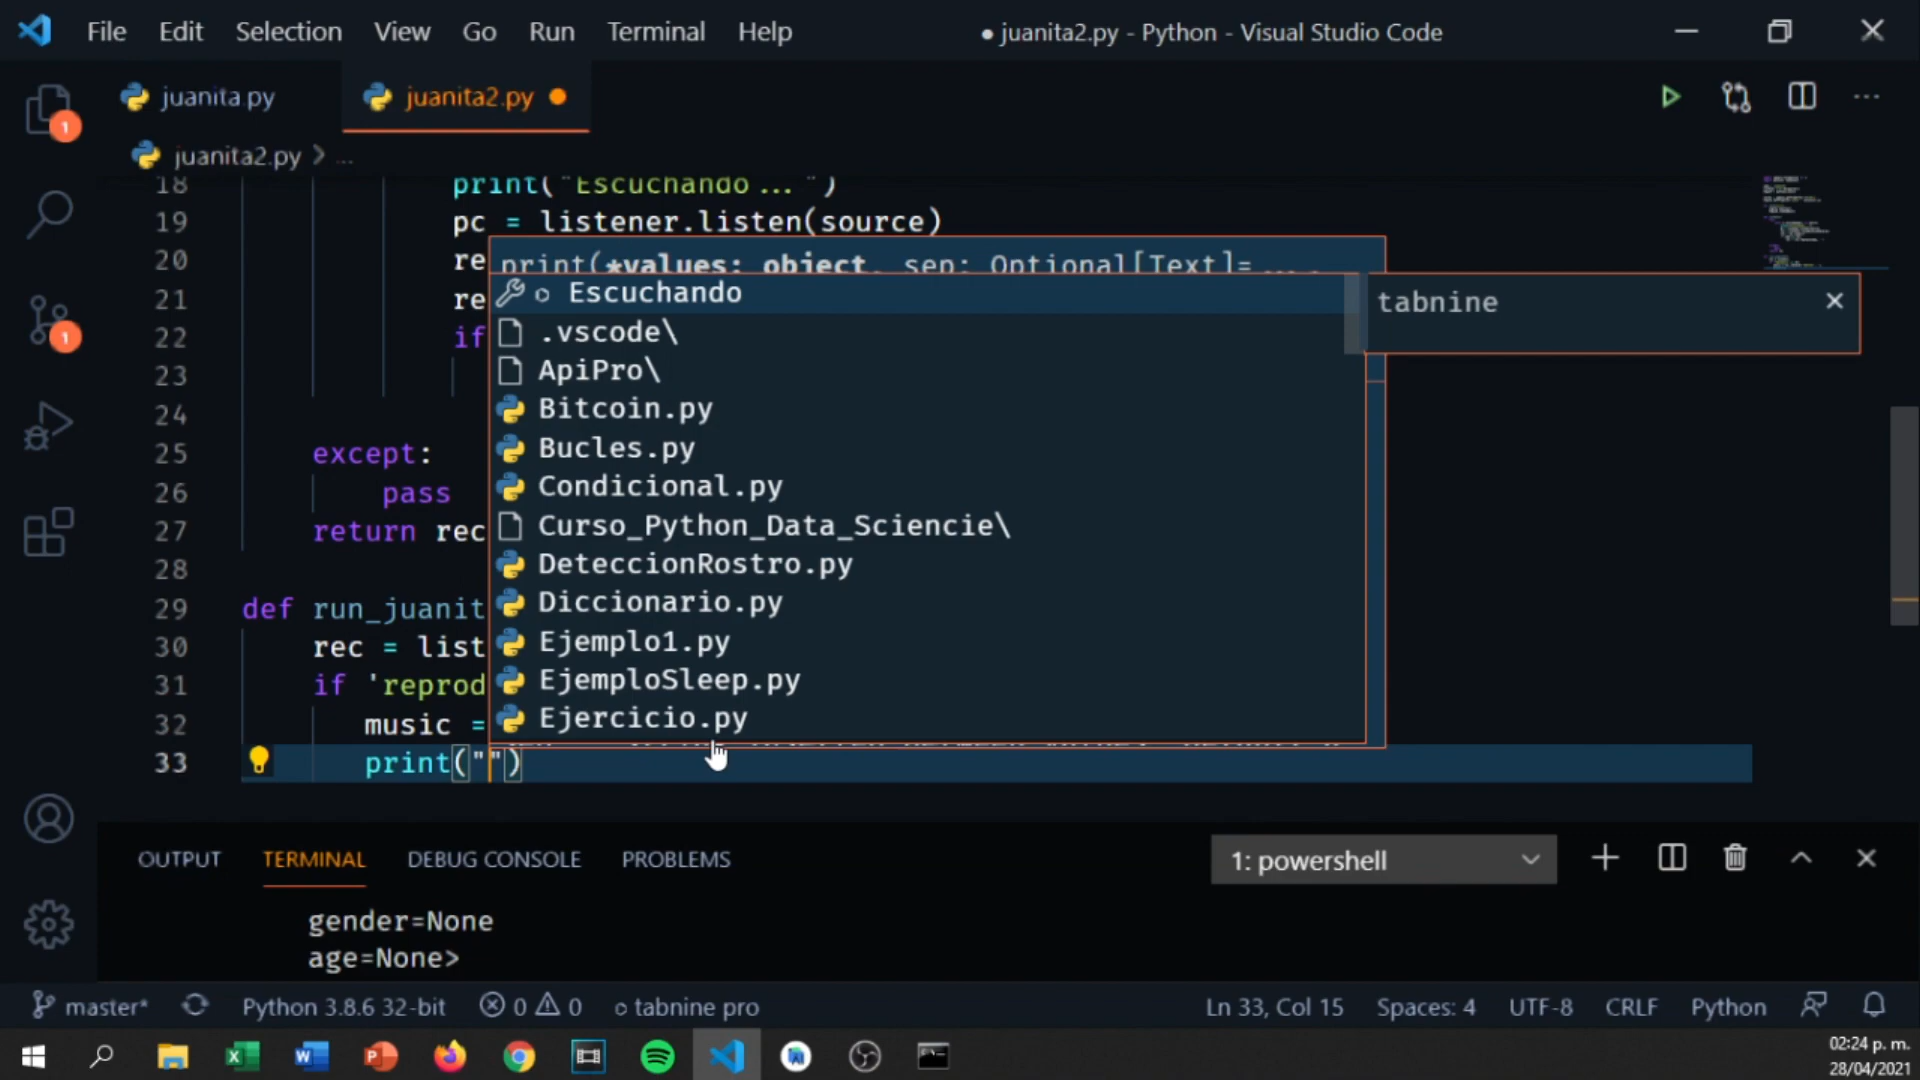 File Edit Selection View Go Run Terminal Help
● juanita2.py - Python - Visual Studio Code
juanita.py
juanita2.py
juanita2.py > ...
18 print("Escuchando...")
19 pc = listener.listen(source)
20 re
21 re
22 if
23
24
25 except:
26 pass
27 return rec
28
29 def run_juanit
30 rec = list
31 if 'reprod
32 music =
33 print("")
print(*values: object, sep: Optional[Text]=...,
Escuchando
.vscode\
ApiPro\
Bitcoin.py
Bucles.py
Condicional.py
Curso_Python_Data_Sciencie\
DeteccionRostro.py
Diccionario.py
Ejemplo1.py
EjemploSleep.py
Ejercicio.py
tabnine
OUTPUT TERMINAL DEBUG CONSOLE PROBLEMS
1: powershell
gender=None
age=None>
master* Python 3.8.6 32-bit 0 0 tabnine pro
Ln 33, Col 15 Spaces: 4 UTF-8 CRLF Python
02:24 p. m.
28/04/2021
1
1